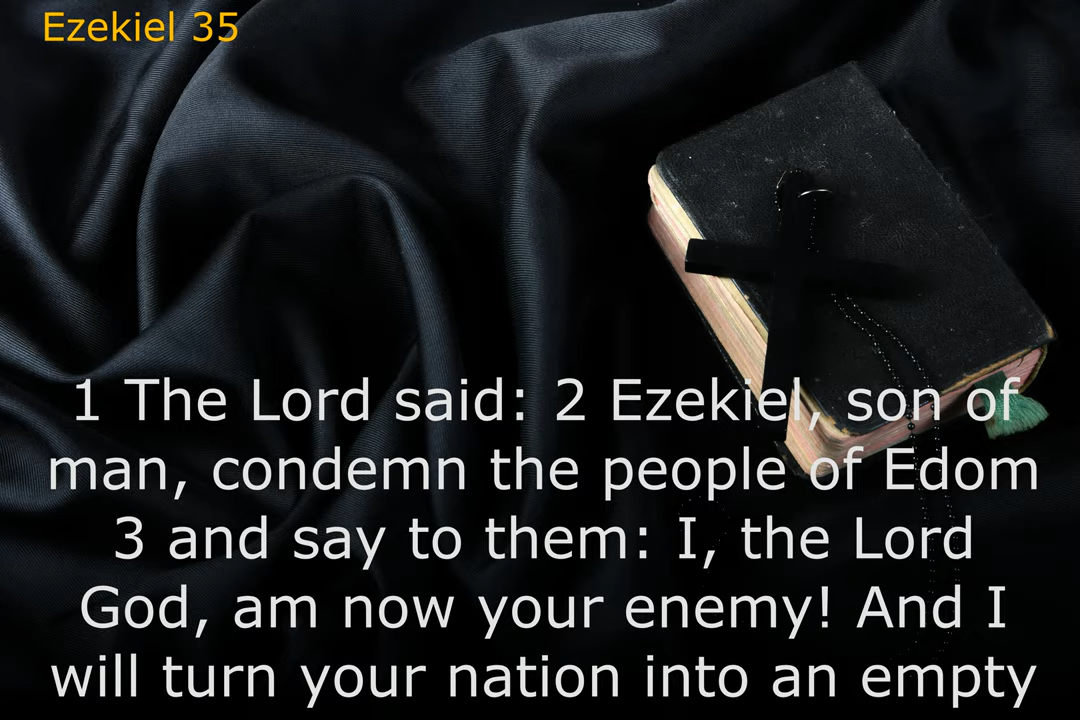 Ezekiel 35
1 The Lord said: 2 Ezekiel, son of
man, condemn the people of Edom
3 and say to them: I, the Lord
God, am now your enemy! And I
will turn your nation into an empty